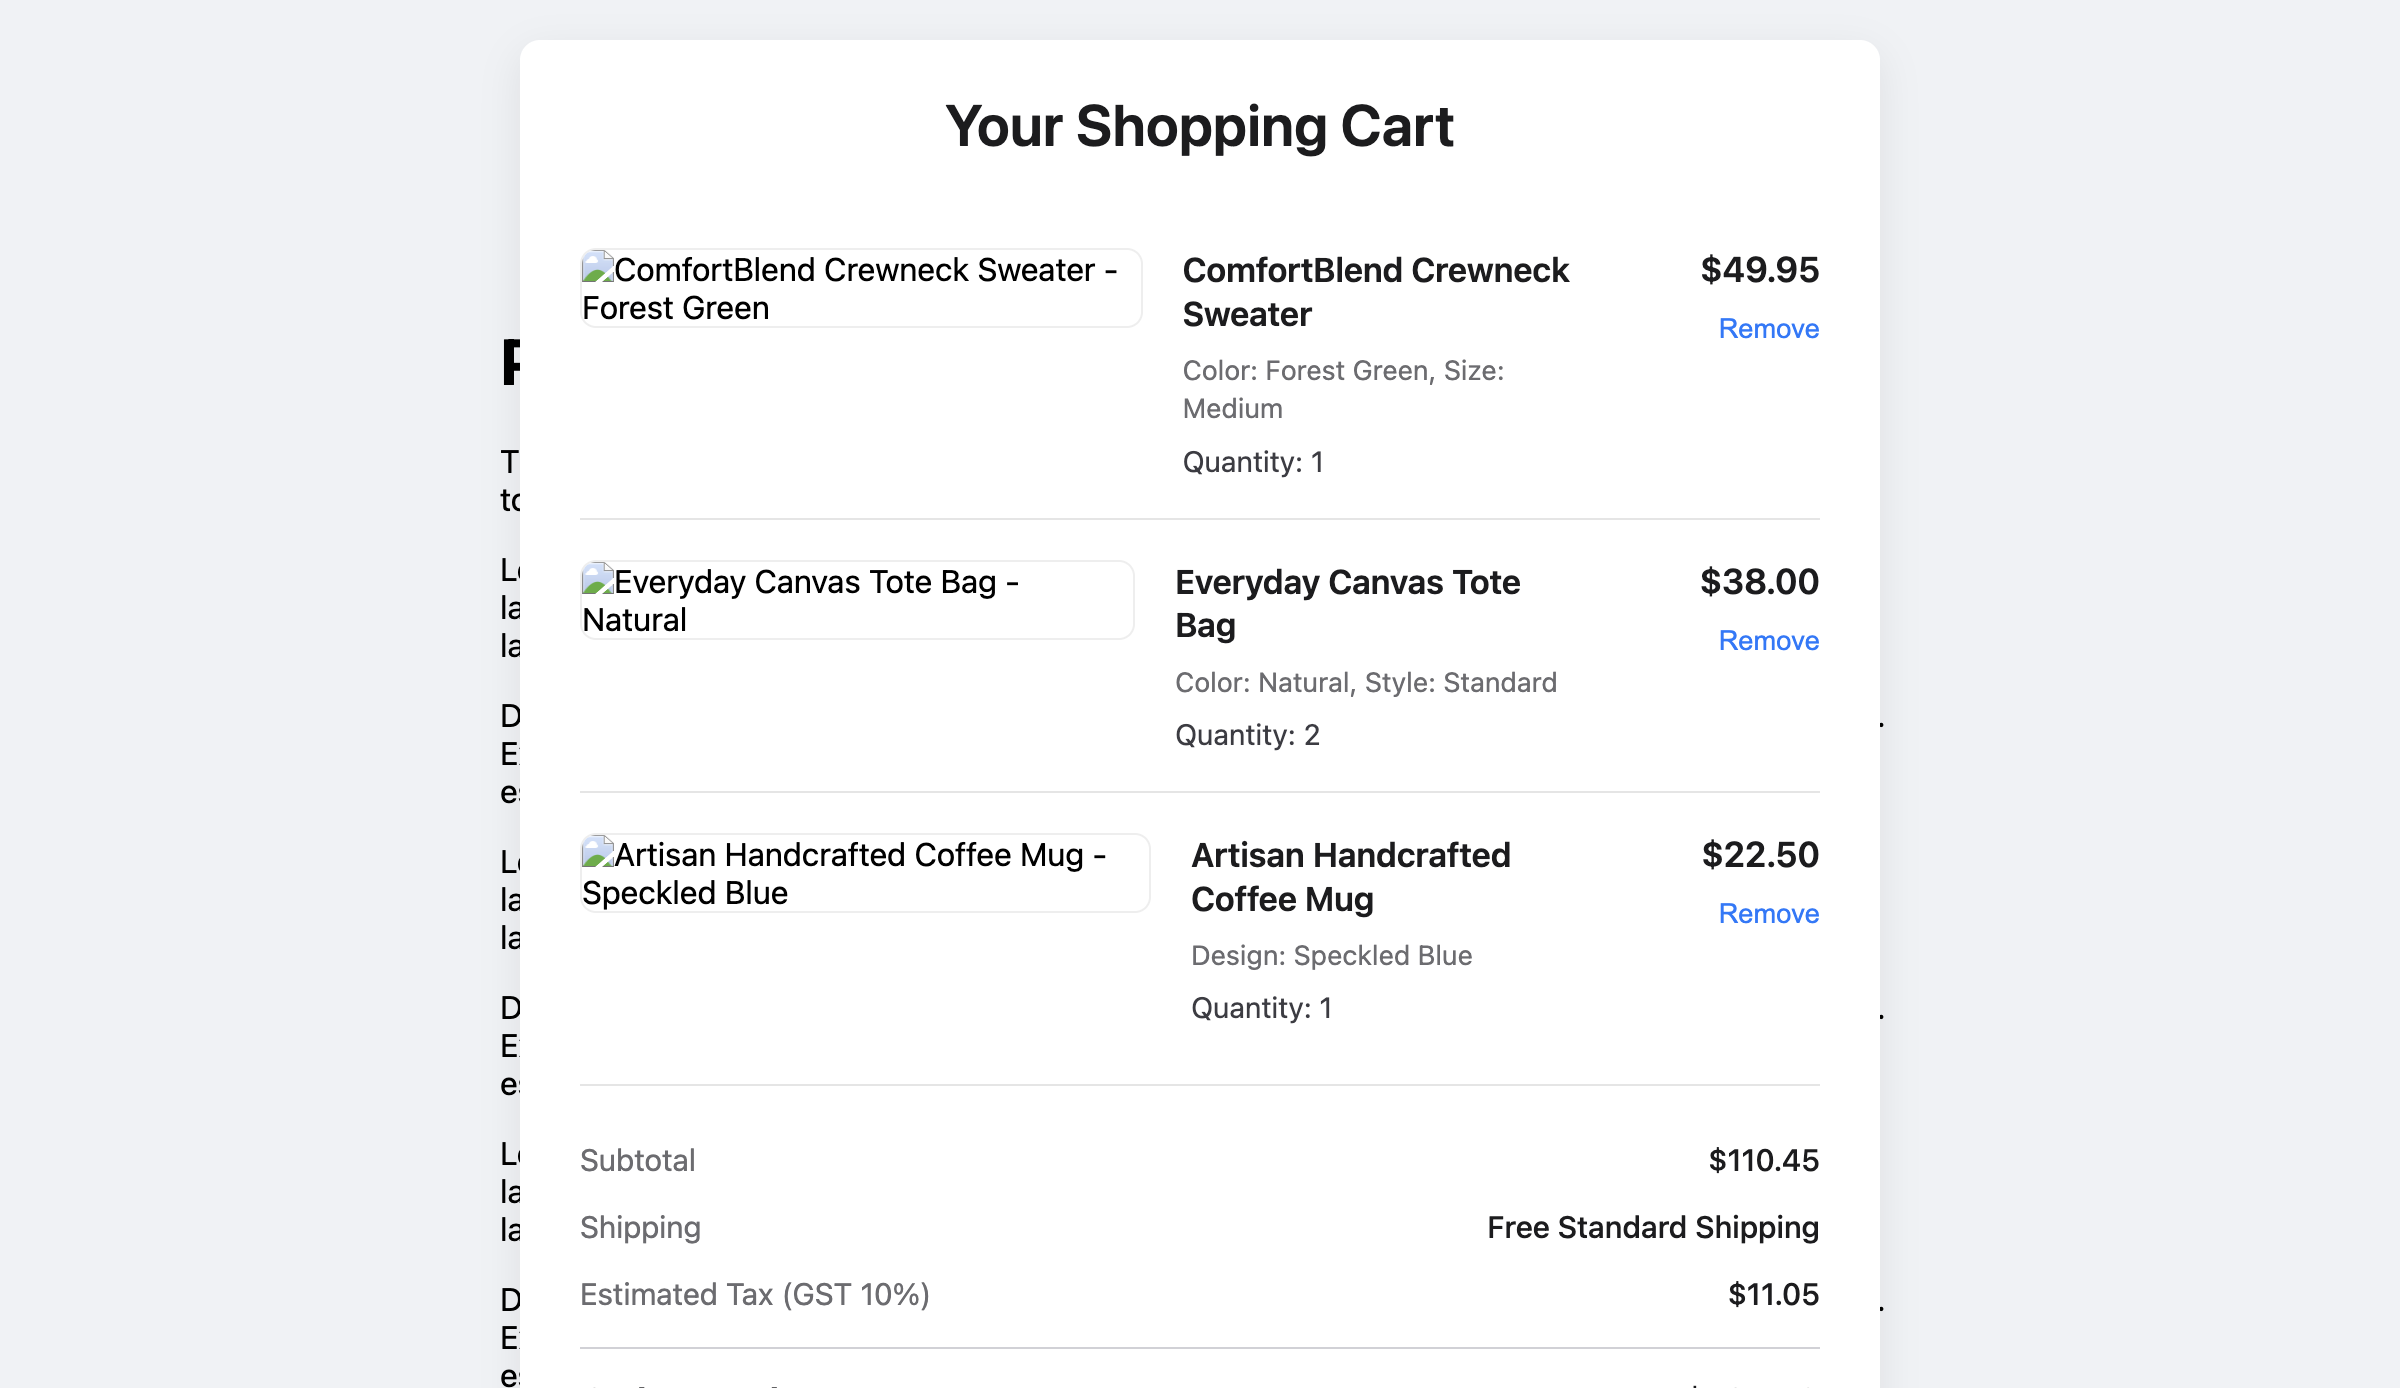 Your Shopping Cart
ComfortBlend Crewneck Sweater -
Forest Green
ComfortBlend Crewneck
Sweater
Color: Forest Green, Size:
Medium
Quantity: 1
$49.95
Remove
Everyday Canvas Tote Bag -
Natural
Everyday Canvas Tote
Bag
Color: Natural, Style: Standard
Quantity: 2
$38.00
Remove
Artisan Handcrafted Coffee Mug -
Speckled Blue
Artisan Handcrafted
Coffee Mug
Design: Speckled Blue
Quantity: 1
$22.50
Remove
Subtotal
$110.45
Shipping
Free Standard Shipping
Estimated Tax (GST 10%)
$11.05